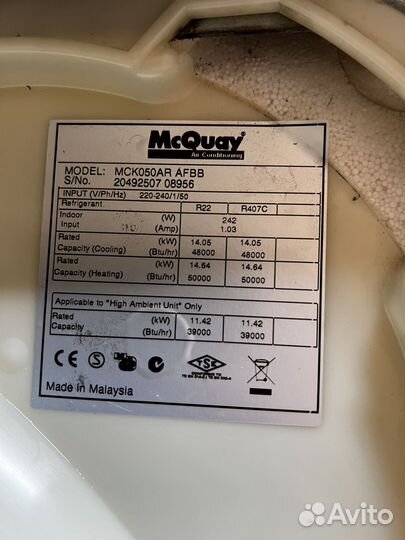 McQuay
Air Conditioning
MODEL: MCK050AR AFBB
S/No. 20492507 08956
INPUT (V/Ph/Hz) 220-240/1/50
Refrigerant R22 R407C
Indoor (W) 242
Input (Amp) 1.03
Rated (kW) 14.05 14.05
Capacity (Cooling) (Btu/hr) 48000 48000
Rated (kW) 14.64 14.64
Capacity (Heating) (Btu/hr) 50000 50000
Applicable to "High Ambient Unit" Only
Rated (kW) 11.42 11.42
Capacity (Btu/hr) 39000 39000
CE S TSE
CONFORMED TO
Made in Malaysia
Avito